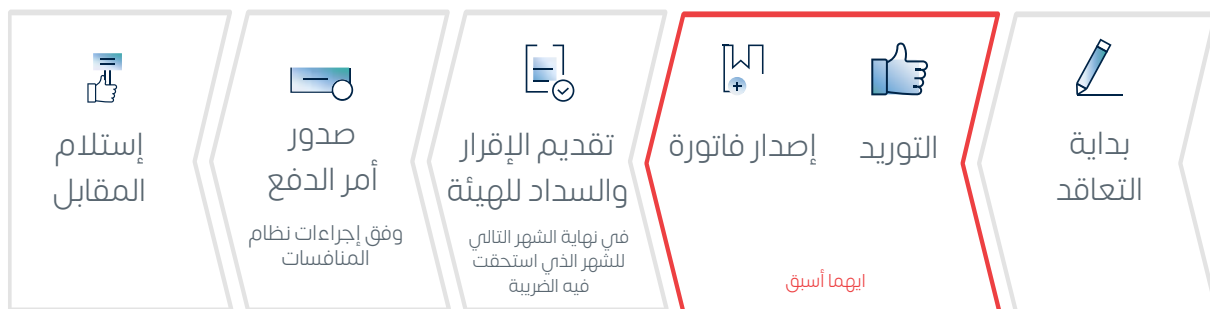 بداية
التعاقد
التوريد
إصدار فاتورة
ايهما أسبق
تقديم الإقرار
والسداد للهيئة
في نهاية الشهر التالي
للشهر الذي استحقت
فيه الضريبة
صدور
أمر الدفع
وفق إجراءات نظام
المنافسات
إستلام
المقابل